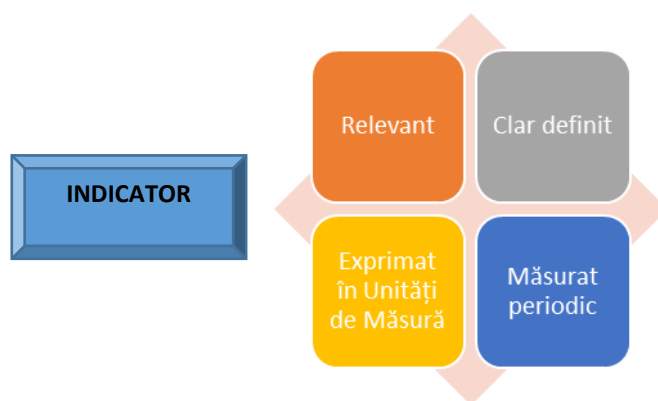 INDICATOR
Relevant
Clar definit
Exprimat
în Unități
de Măsură
Măsurat
periodic